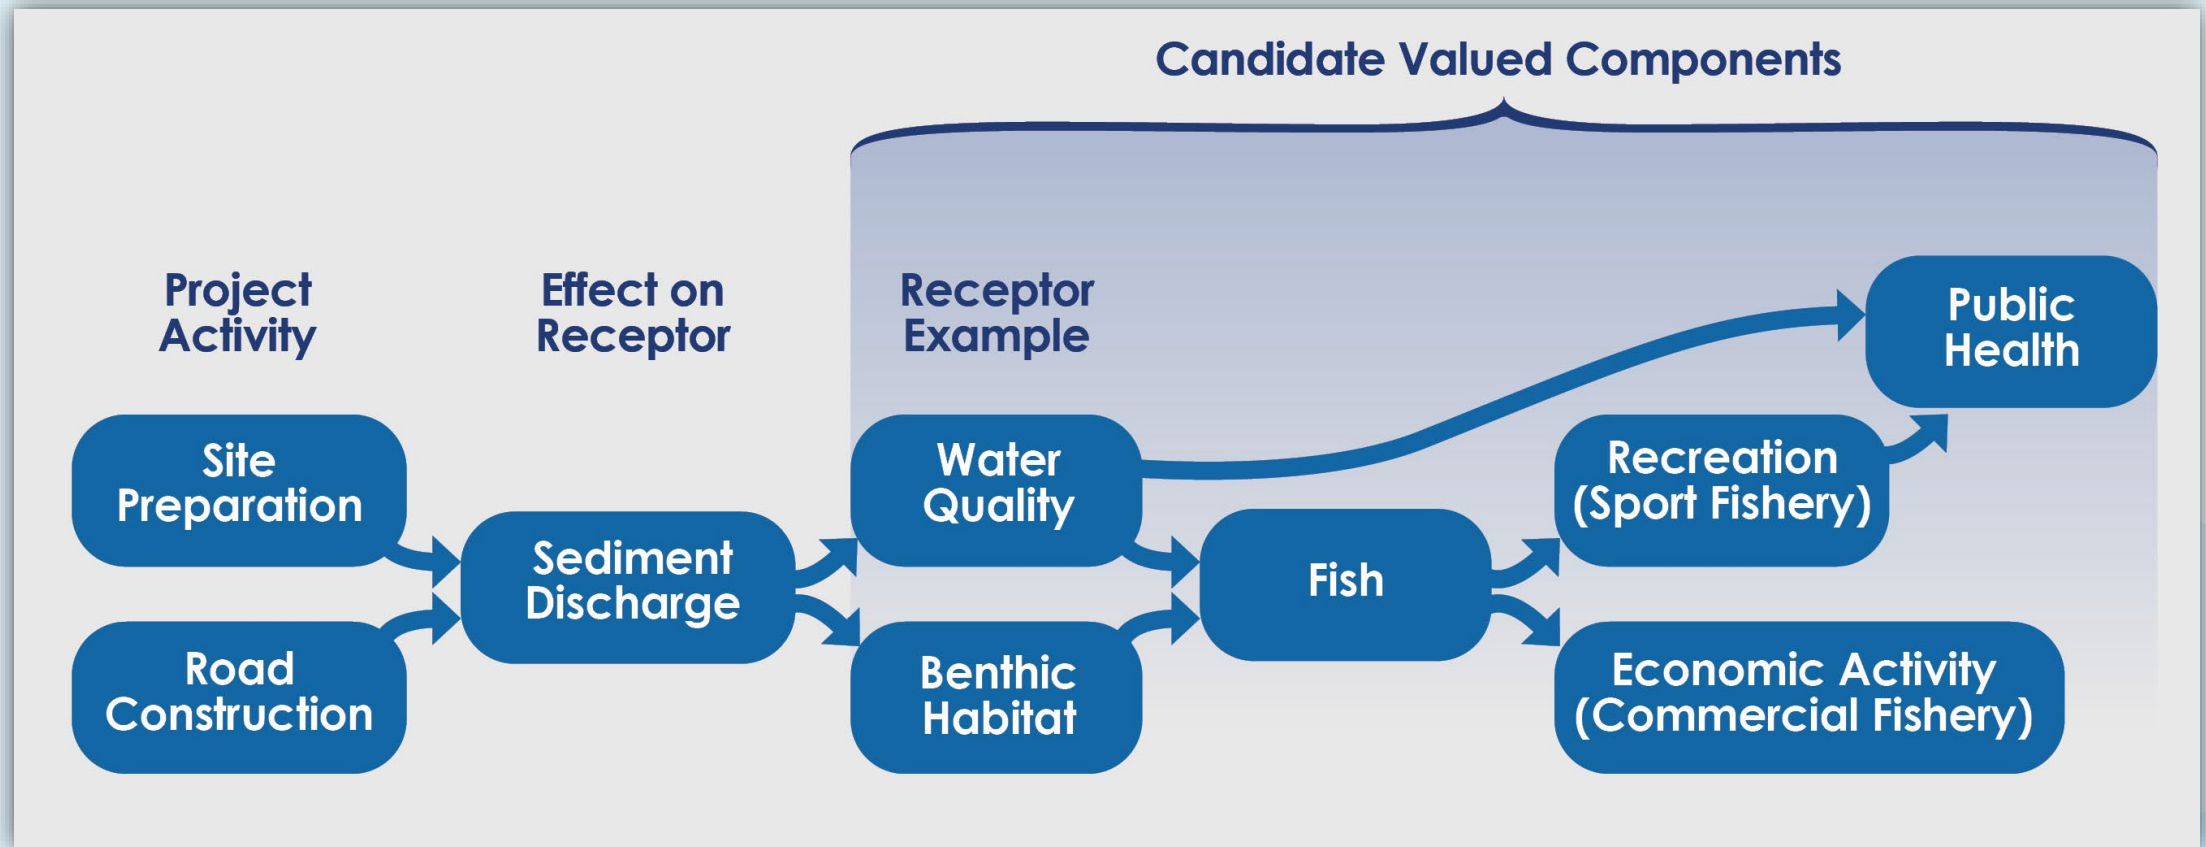 Candidate Valued Components
Project
Activity
Effect on
Receptor
Receptor
Example
Public
Health
Site
Preparation
Water
Quality
Recreation
(Sport Fishery)
Sediment
Discharge
Fish
Road
Construction
Benthic
Habitat
Economic Activity
(Commercial Fishery)